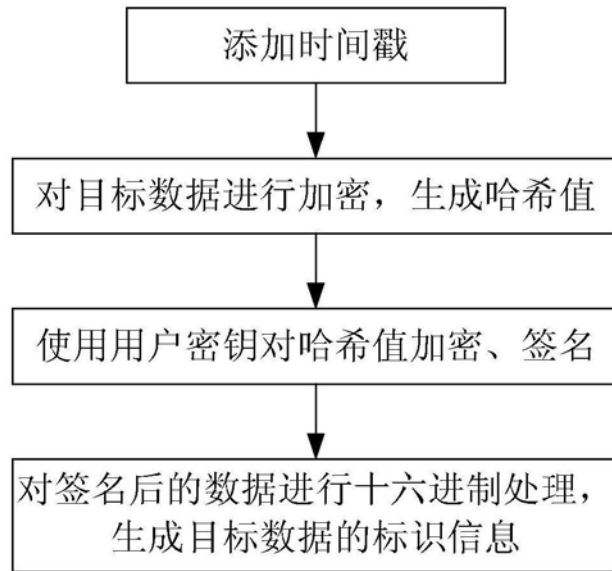 添加时间戳
对目标数据进行加密，生成哈希值
使用用户密钥对哈希值加密、签名
对签名后的数据进行十六进制处理，
生成目标数据的标识信息